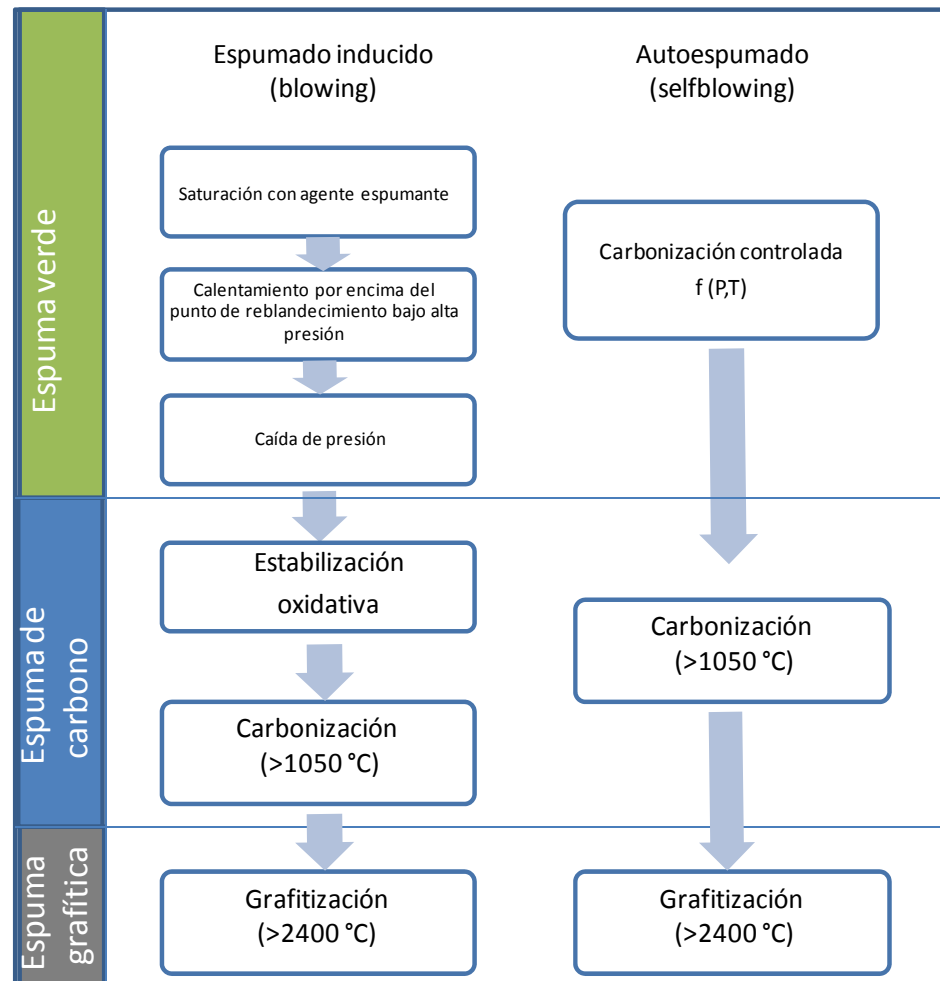 Espuma verde
Espumado inducido
(blowing)
Saturación con agente espumante
Calentamiento por encima del
punto de reblandecimiento bajo alta
presión
Caída de presión
Autoespumado
(selfblowing)
Carbonización controlada
f (P,T)
Espuma de
carbono
Estabilización
oxidativa
Carbonización
(>1050 °C)
Carbonización
(>1050 °C)
Espuma
grafítica
Grafitización
(>2400 °C)
Grafitización
(>2400 °C)